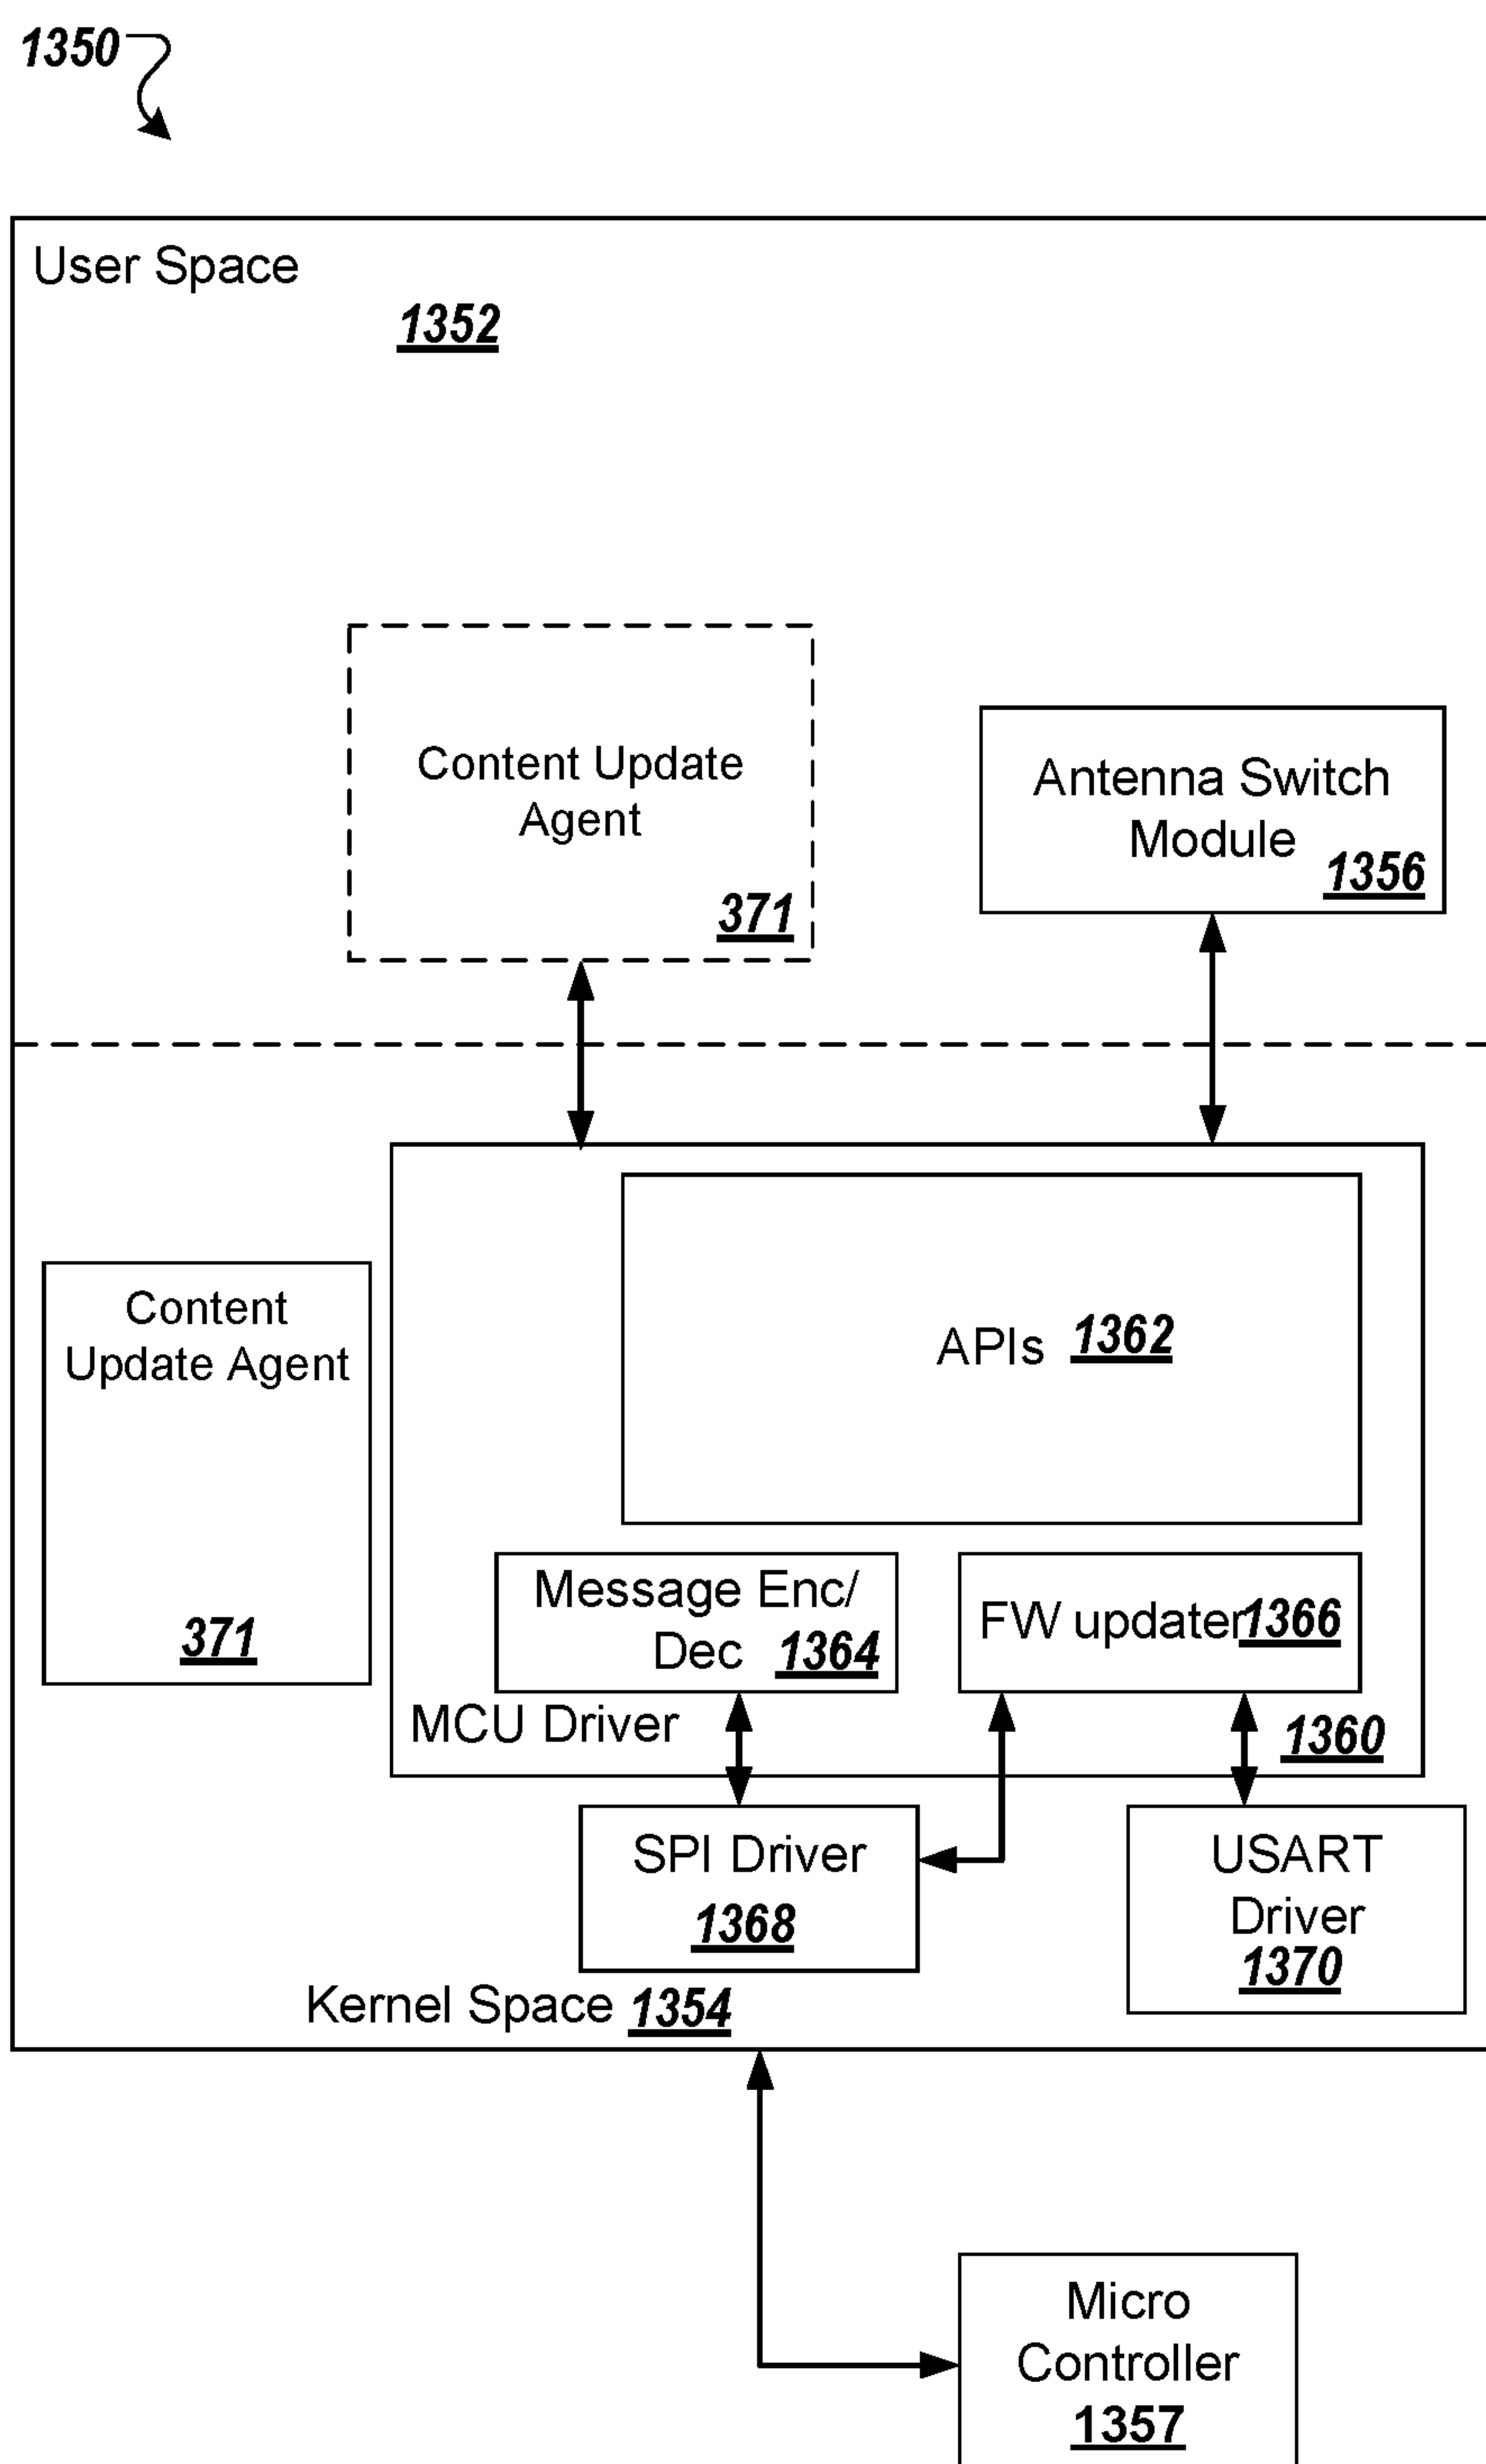 1350
User Space
1352
Content Update
Agent
371
Antenna Switch
Module
1356
Content
Update Agent
371
APIs 1362
Message Enc/
Dec 1364
FW updater 1366
MCU Driver
1360
SPI Driver
1368
USART
Driver
1370
Kernel Space 1354
Micro
Controller
1357